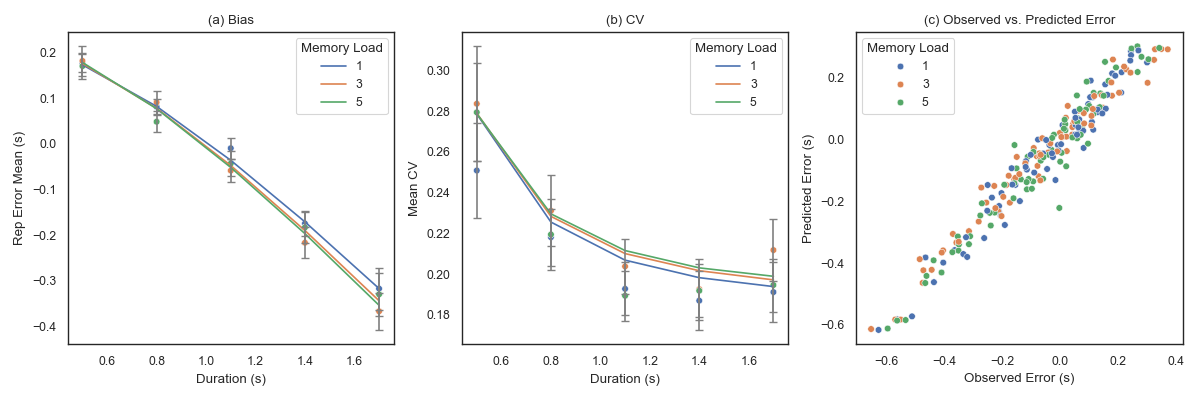 (a) Bias
Memory Load
1
3
5
0.2
0.1
0.0
−0.1
−0.2
−0.3
−0.4
Rep Error Mean (s)
0.6 0.8 1.0 1.2 1.4 1.6
Duration (s)
(b) CV
Memory Load
1
3
5
0.30
0.28
0.26
0.24
0.22
0.20
0.18
Mean CV
0.6 0.8 1.0 1.2 1.4 1.6
Duration (s)
(c) Observed vs. Predicted Error
Memory Load
1
3
5
0.2
0.0
−0.2
−0.4
−0.6
Predicted Error (s)
−0.6 −0.4 −0.2 0.0 0.2 0.4
Observed Error (s)